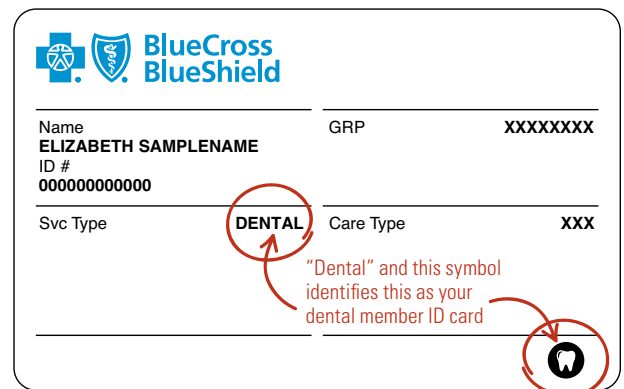 BlueCross
BlueShield
Name
ELIZABETH SAMPLENAME
ID #
000000000000
GRP XXXXXXXX
Svc Type DENTAL
Care Type XXX
"Dental" and this symbol
identifies this as your
dental member ID card